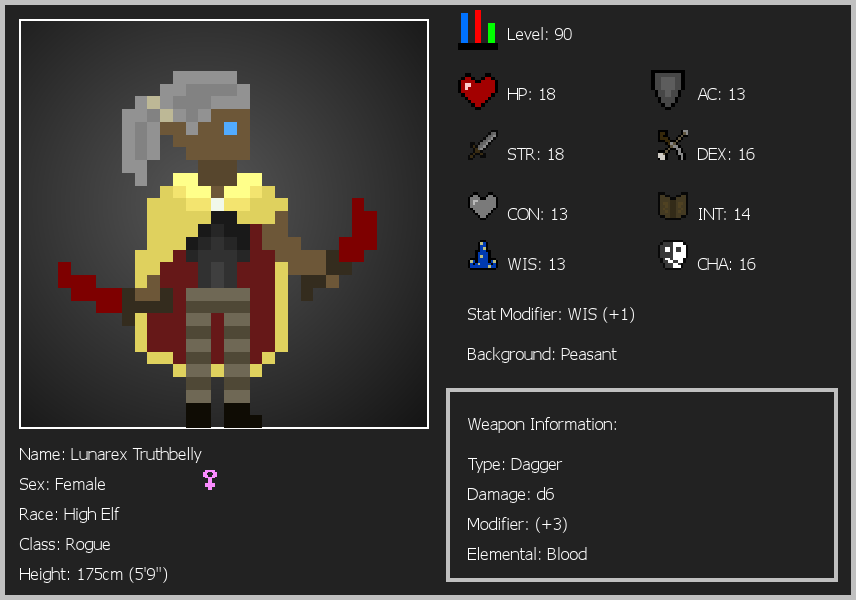 Level: 90
HP: 18
AC: 13
STR: 18
DEX: 16
CON: 13
INT: 14
WIS: 13
CHA: 16
Stat Modifier: WIS (+1)
Background: Peasant
Weapon Information:
Type: Dagger
Damage: d6
Modifier: (+3)
Elemental: Blood
Name: Lunarex Truthbelly
Sex: Female
Race: High Elf
Class: Rogue
Height: 175cm (5'9")